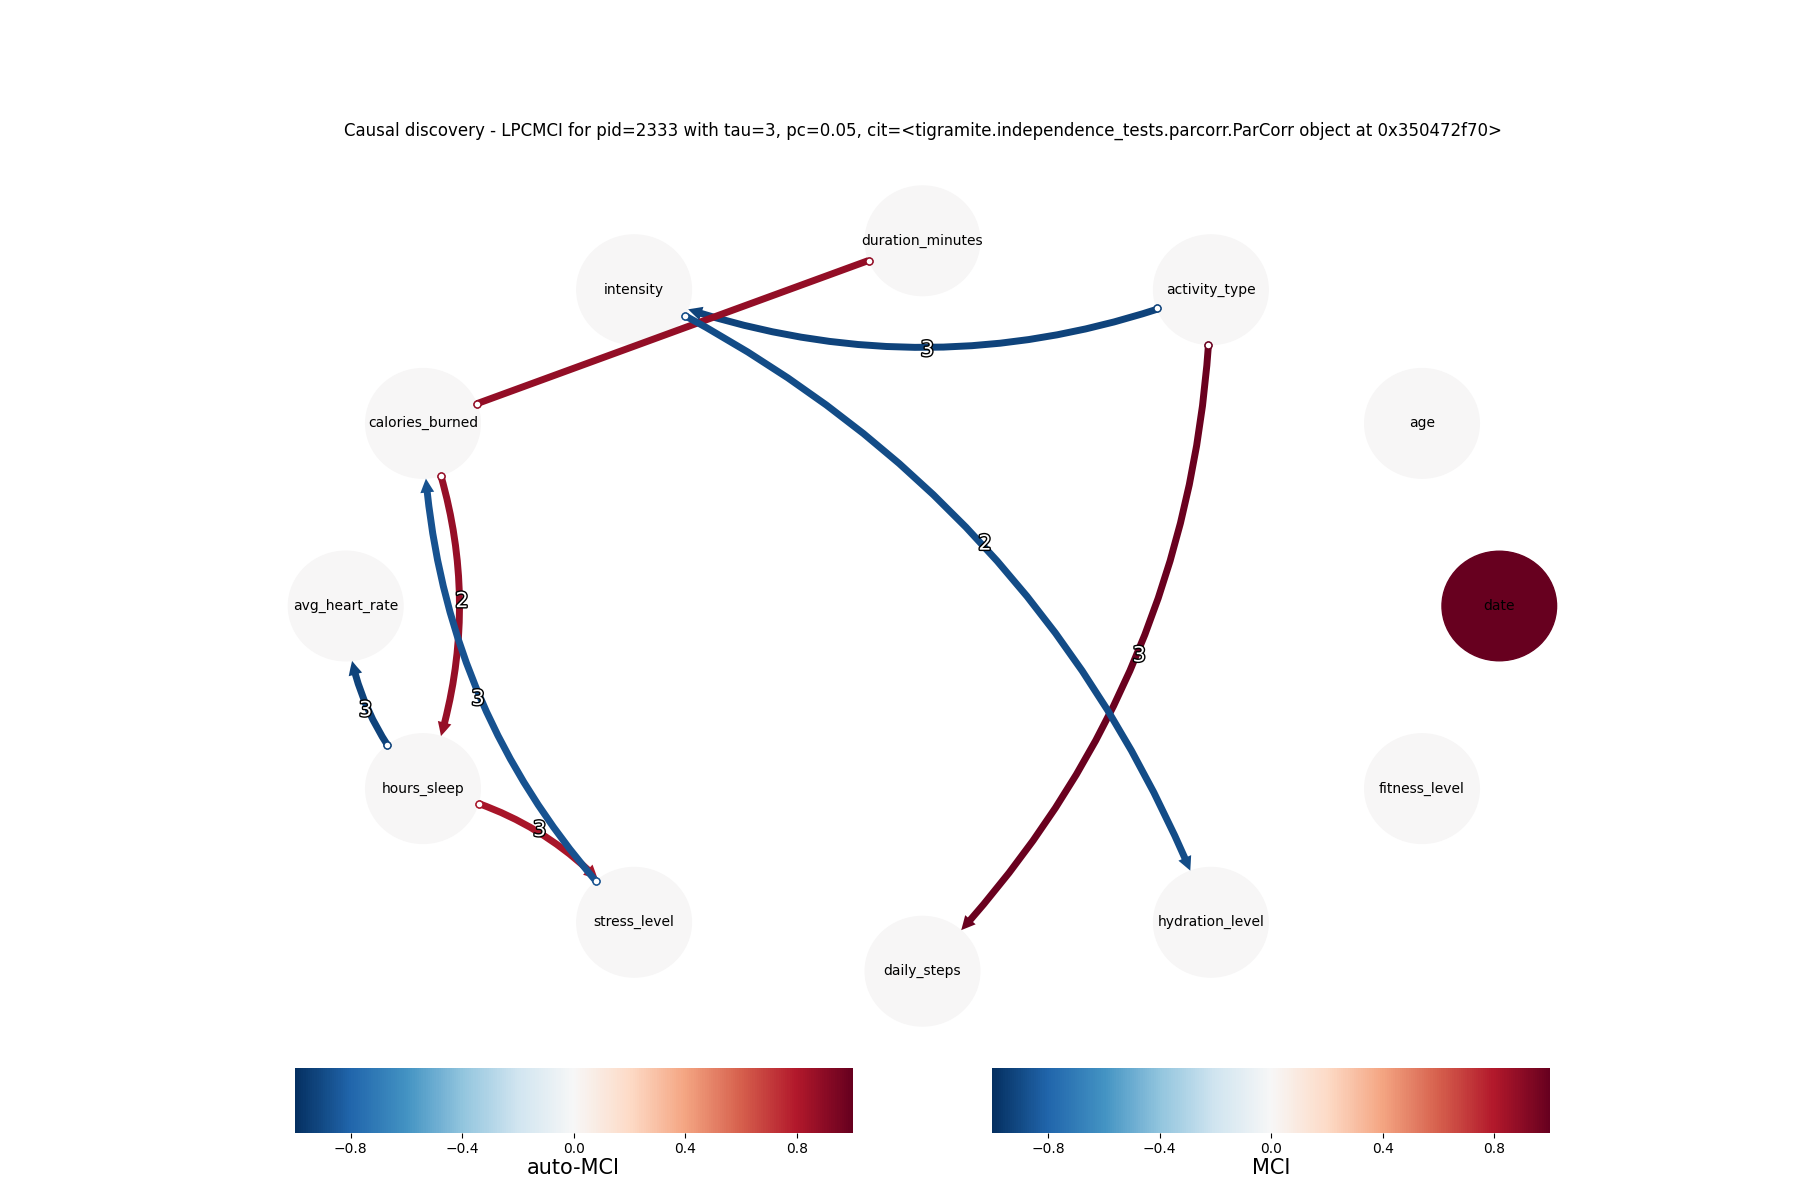 Causal discovery - LPCMCI for pid=2333 with tau=3, pc=0.05, cit=<tigramite.independence_tests.parcorr.ParCorr object at 0x350472f70>
duration_minutes
intensity
activity_type
3
calories_burned
age
2
avg_heart_rate
2
date
3
3
3
hours_sleep
fitness_level
3
stress_level
hydration_level
daily_steps
−0.8 −0.4 0.0 0.4 0.8
auto-MCI
−0.8 −0.4 0.0 0.4 0.8
MCI